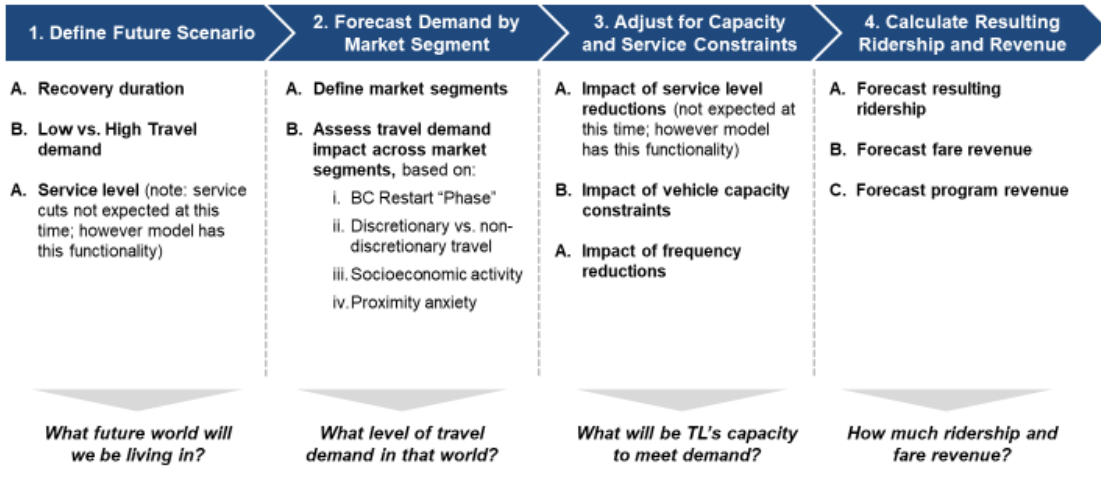 1. Define Future Scenario
2. Forecast Demand by
Market Segment
3. Adjust for Capacity
and Service Constraints
4. Calculate Resulting
Ridership and Revenue
A. Recovery duration
B. Low vs. High Travel
demand
A. Service level (note: service
cuts not expected at this
time; however model has
this functionality)
What future world will
we be living in?
A. Define market segments
B. Assess travel demand
impact across market
segments, based on:
i. BC Restart “Phase”
ii. Discretionary vs. non-
discretionary travel
iii. Socioeconomic activity
iv. Proximity anxiety
What level of travel
demand in that world?
A. Impact of service level
reductions (not expected at
this time; however model
has this functionality)
B. Impact of vehicle capacity
constraints
A. Impact of frequency
reductions
What will be TL’s capacity
to meet demand?
A. Forecast resulting
ridership
B. Forecast fare revenue
C. Forecast program revenue
How much ridership and
fare revenue?